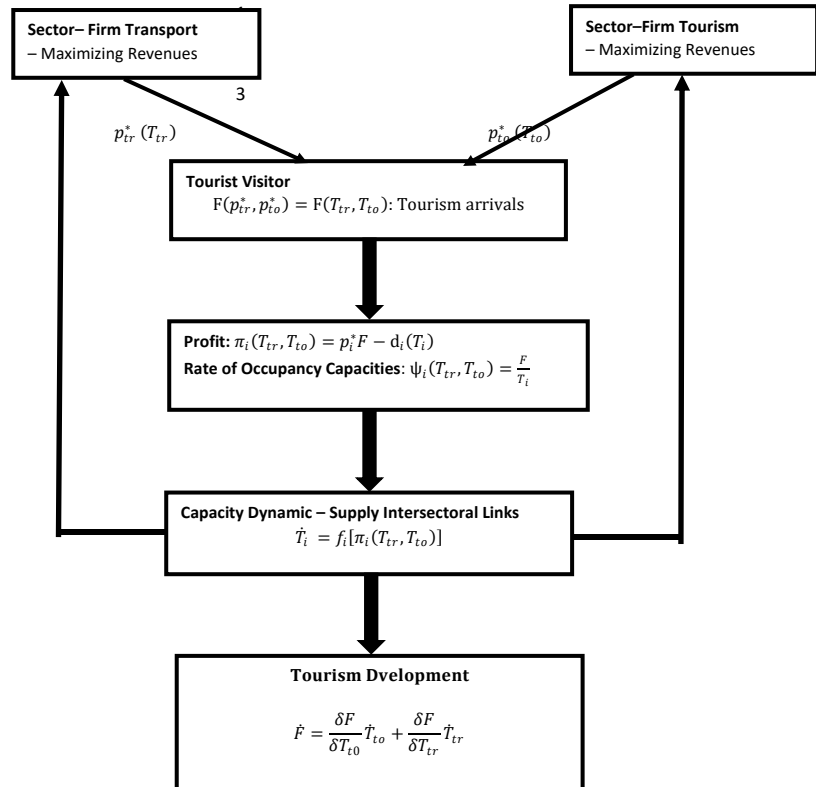 Sector– Firm Transport
– Maximizing Revenues
Sector–Firm Tourism
– Maximizing Revenues
3
p*tr (Ttr)
p*to (Tto)
Tourist Visitor
F(p*tr, p*to) = F(Ttr, Tto): Tourism arrivals
Profit: πi(Ttr, Tto) = p*iF − di(Ti)
Rate of Occupancy Capacities: ψi(Ttr, Tto) = F/Ti
Capacity Dynamic – Supply Intersectoral Links
Ṫi = fi[πi(Ttr, Tto)]
Tourism Dvelopment
Ḟ = δF/δTt0 Ṫto + δF/δTtr Ṫtr